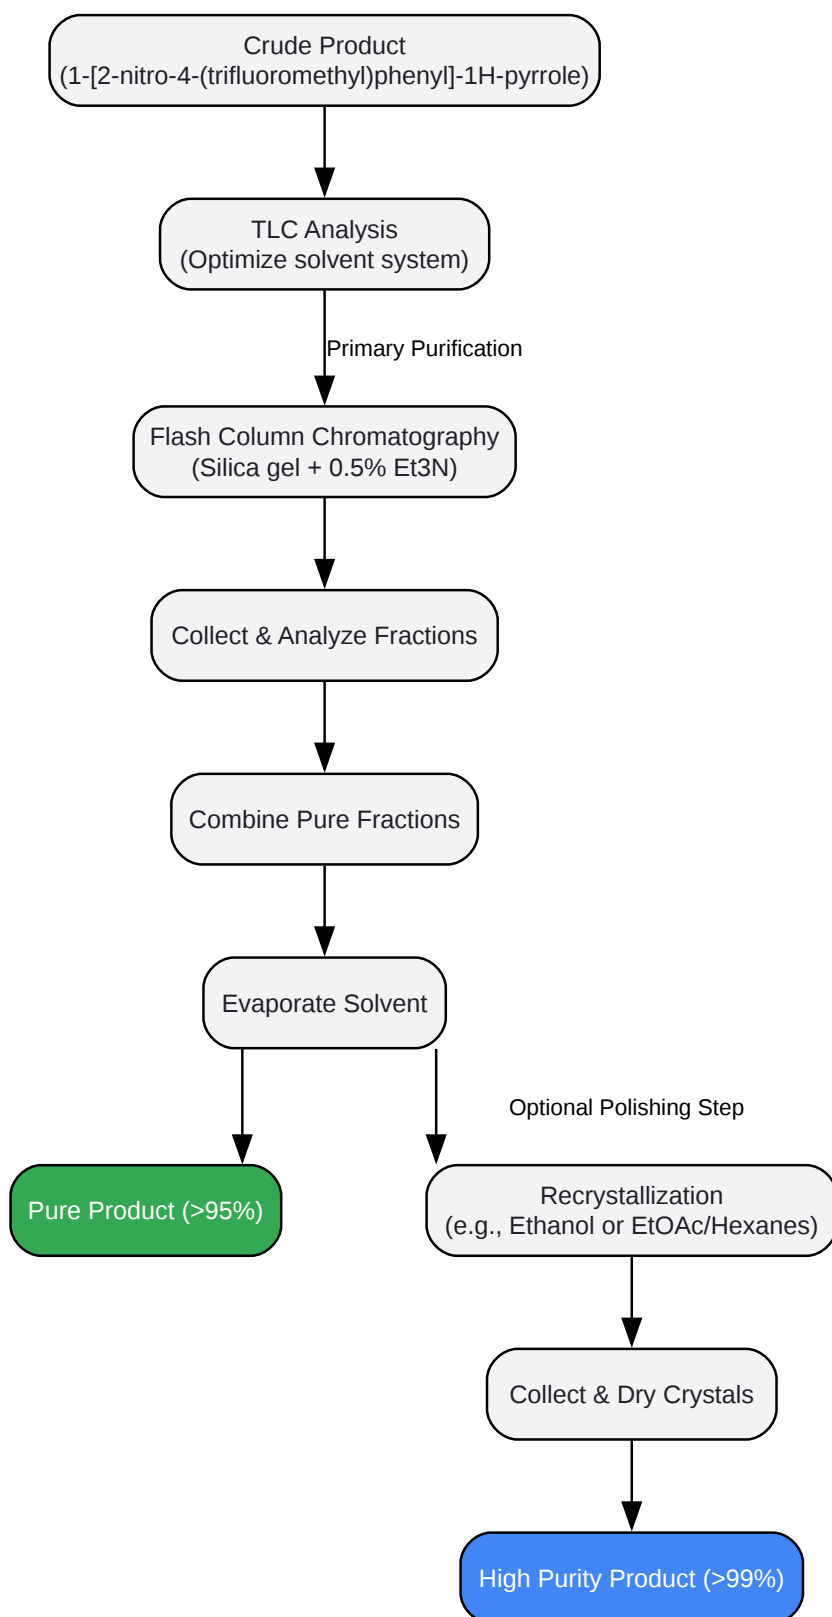 Crude Product
(1-[2-nitro-4-(trifluoromethyl)phenyl]-1H-pyrrole)
TLC Analysis
(Optimize solvent system)
Primary Purification
Flash Column Chromatography
(Silica gel + 0.5% Et3N)
Collect & Analyze Fractions
Combine Pure Fractions
Evaporate Solvent
Optional Polishing Step
Pure Product (>95%)
Recrystallization
(e.g., Ethanol or EtOAc/Hexanes)
Collect & Dry Crystals
High Purity Product (>99%)